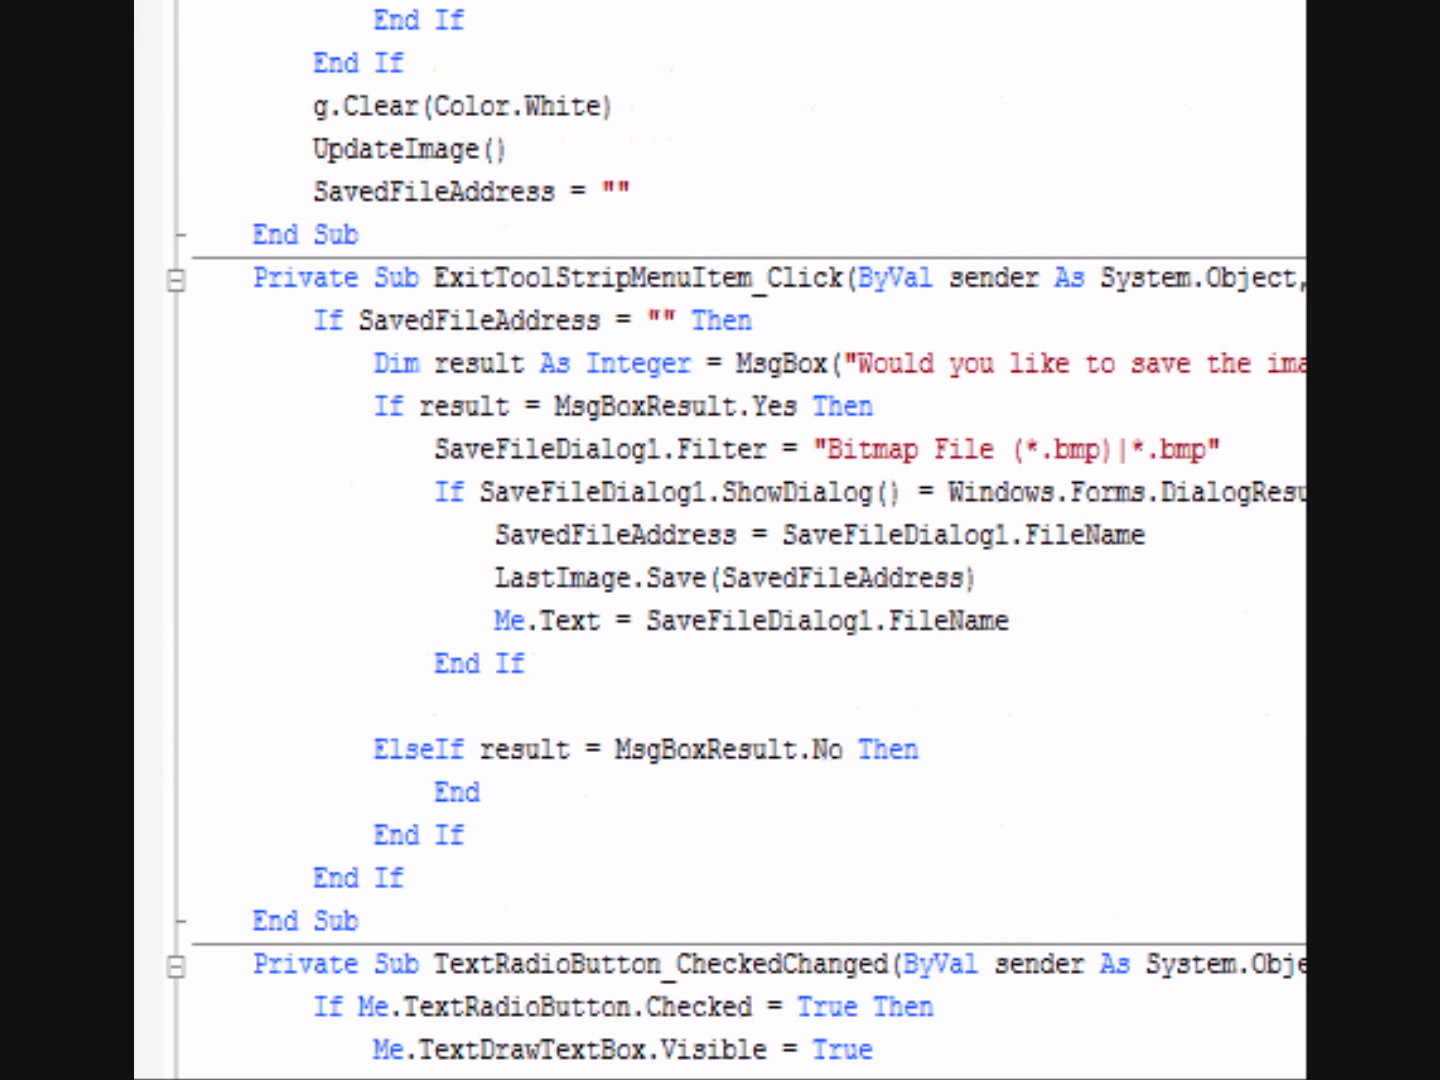 End If
End If
g.Clear(Color.White)
UpdateImage()
SavedFileAddress = ""
End Sub
Private Sub ExitToolStripMenuItem_Click(ByVal sender As System.Object,
If SavedFileAddress = "" Then
Dim result As Integer = MsgBox("Would you like to save the ima
If result = MsgBoxResult.Yes Then
SaveFileDialog1.Filter = "Bitmap File (*.bmp)|*.bmp"
If SaveFileDialog1.ShowDialog() = Windows.Forms.DialogResu
SavedFileAddress = SaveFileDialog1.FileName
LastImage.Save(SavedFileAddress)
Me.Text = SaveFileDialog1.FileName
End If
ElseIf result = MsgBoxResult.No Then
End
End If
End If
End Sub
Private Sub TextRadioButton_CheckedChanged(ByVal sender As System.Obje
If Me.TextRadioButton.Checked = True Then
Me.TextDrawTextBox.Visible = True